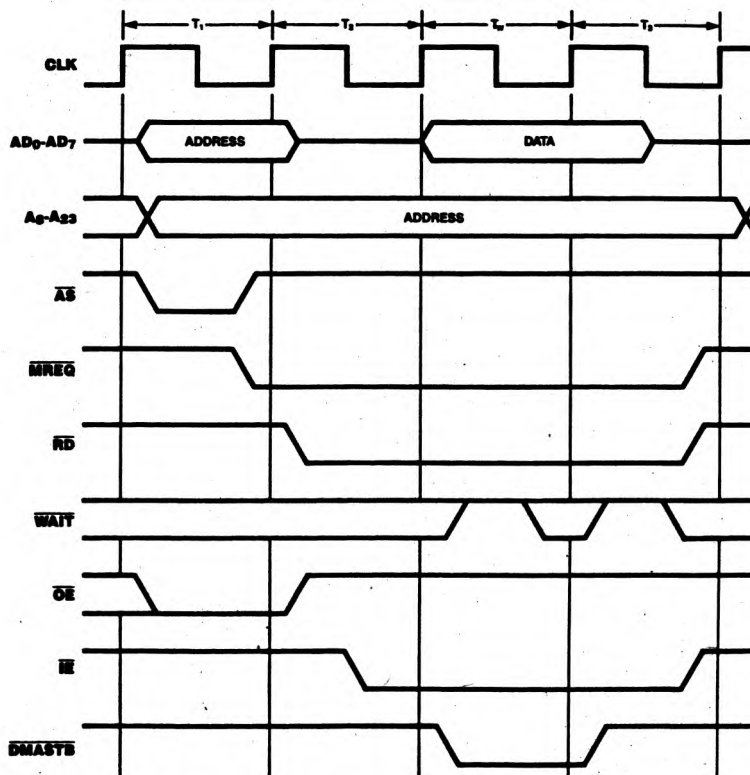 T₁ T₂ Tw T₃
CLK
AD₀-AD₇ ADDRESS DATA
A₈-A₂₃ ADDRESS
AS
MREQ
RD
WAIT
OE
IE
DMASTB